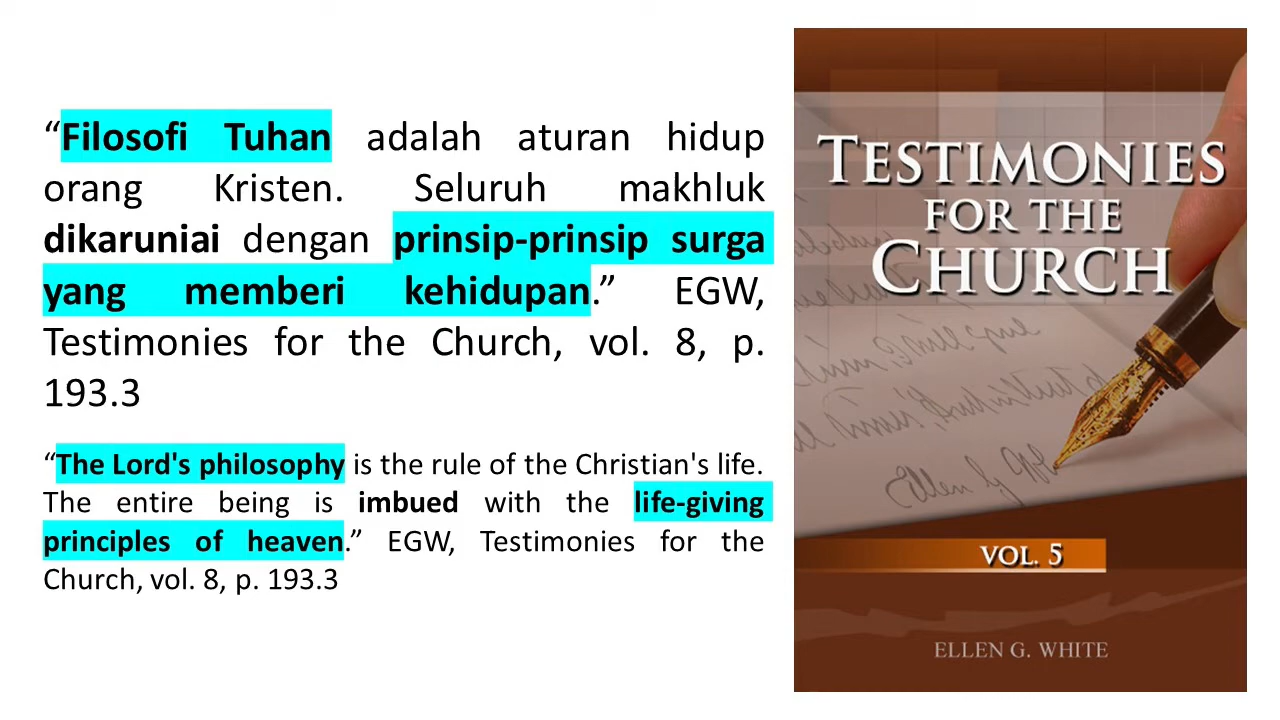 “Filosofi Tuhan adalah aturan hidup
orang Kristen. Seluruh makhluk
dikaruniai dengan prinsip-prinsip surga
yang memberi kehidupan.” EGW,
Testimonies for the Church, vol. 8, p.
193.3
“The Lord's philosophy is the rule of the Christian's life.
The entire being is imbued with the life-giving
principles of heaven.” EGW, Testimonies for the
Church, vol. 8, p. 193.3
TESTIMONIES
FOR THE
CHURCH
VOL. 5
ELLEN G. WHITE